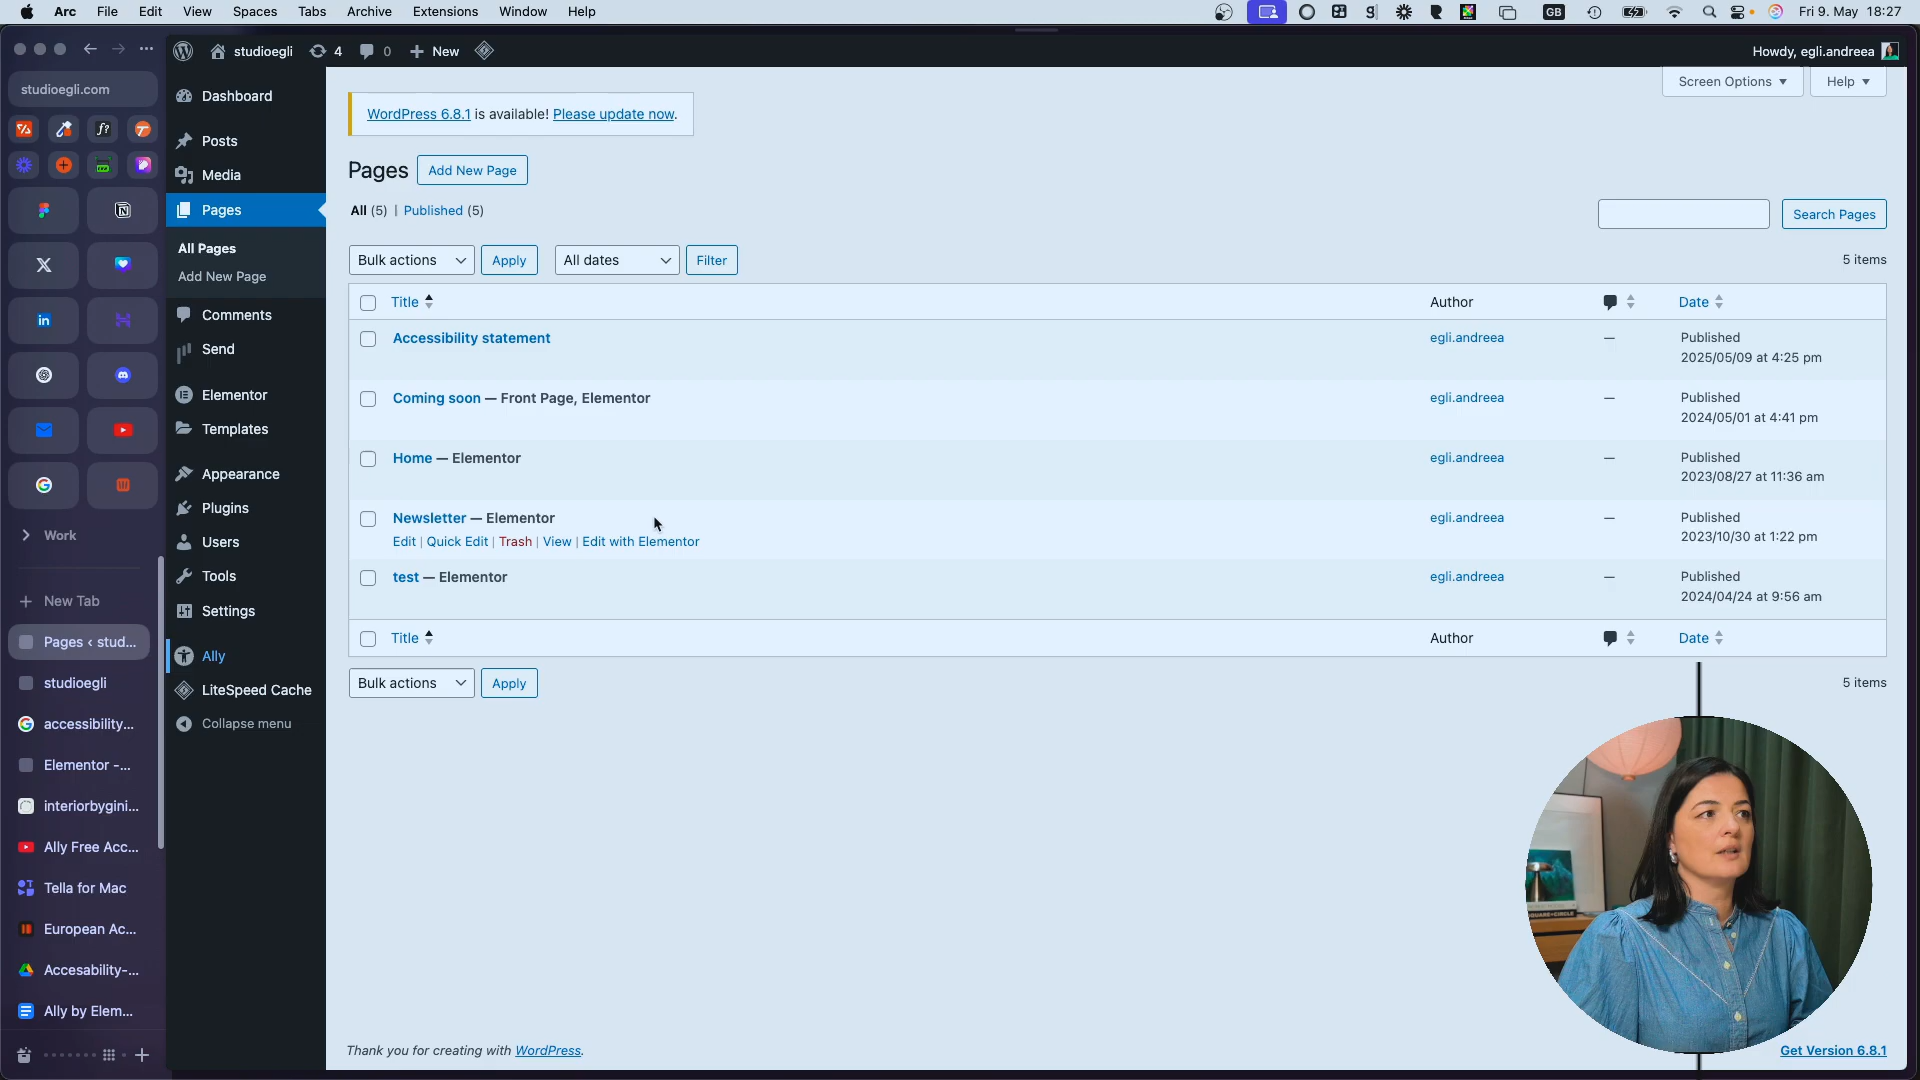 Arc File Edit View Spaces Tabs Archive Extensions Window Help GB Fri 9. May 18:27
studioegli 4 0 New Howdy, egli.andreea
studioegli.com
Work
New Tab
Pages ‹ stud...
studioegli
accessibility...
Elementor -...
interiorbygini...
Ally Free Acc...
Tella for Mac
European Ac...
Accesability-...
Ally by Elem...
Dashboard
Posts
Media
Pages
All Pages
Add New Page
Comments
Send
Elementor
Templates
Appearance
Plugins
Users
Tools
Settings
Ally
LiteSpeed Cache
Collapse menu
Screen Options Help
WordPress 6.8.1 is available! Please update now.
Pages Add New Page
All (5) | Published (5)
Search Pages
Bulk actions Apply All dates Filter 5 items
Title Author Date
Accessibility statement egli.andreea — Published
2025/05/09 at 4:25 pm
Coming soon — Front Page, Elementor egli.andreea — Published
2024/05/01 at 4:41 pm
Home — Elementor egli.andreea — Published
2023/08/27 at 11:36 am
Newsletter — Elementor egli.andreea — Published
Edit | Quick Edit | Trash | View | Edit with Elementor 2023/10/30 at 1:22 pm
test — Elementor egli.andreea — Published
2024/04/24 at 9:56 am
Title Author Date
Bulk actions Apply 5 items
SQUARE+CIRCLE
Thank you for creating with WordPress. Get Version 6.8.1